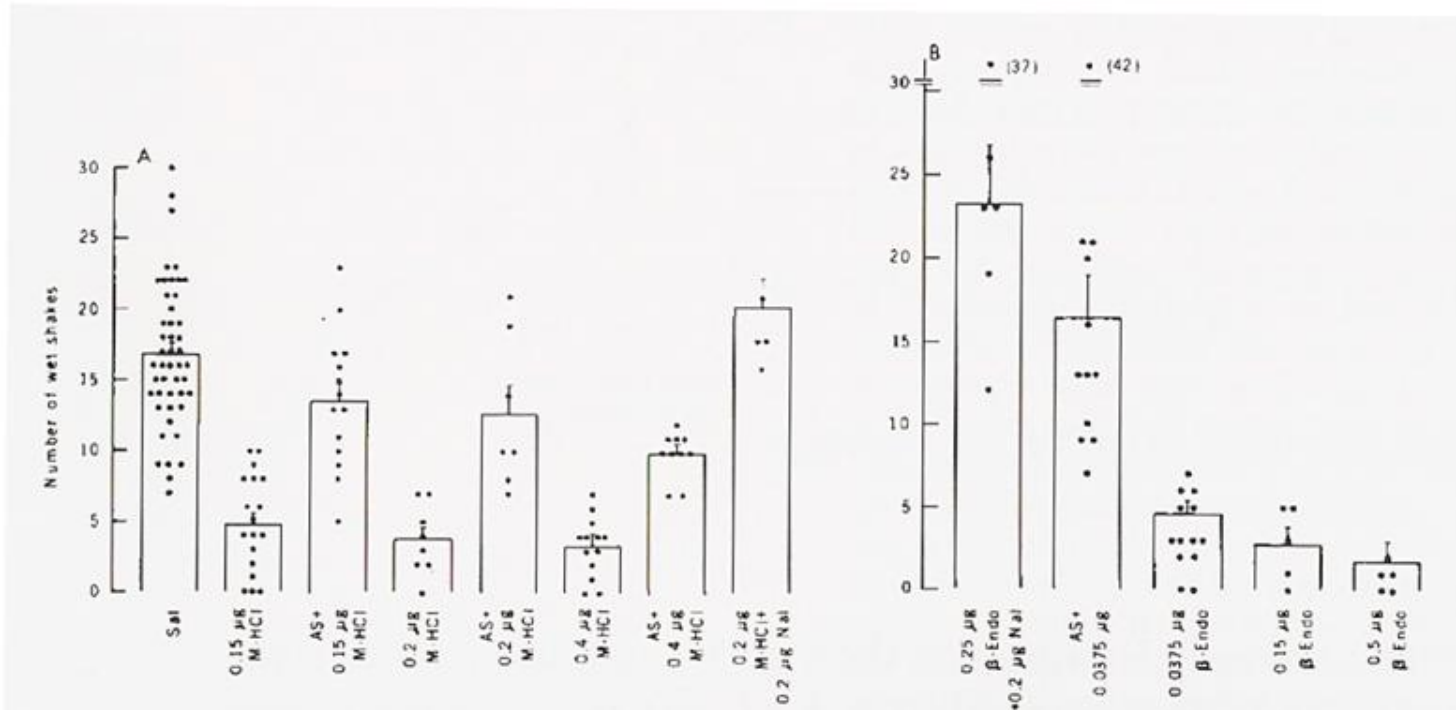 A
30
25
20
15
10
5
0
Number of wet shakes
Sal
0.15 µg
M·HCl
AS+
0.15 µg
M·HCl
0.2 µg
M·HCl
AS+
0.2 µg
M·HCl
0.4 µg
M·HCl
AS+
0.4 µg
M·HCl
0.2 µg
M·HCl+
0.2 µg Nal
B
(37)
(42)
30
25
20
15
10
5
0
0.25 µg
β·Endo
+0.2 µg Nal
AS+
0.0375 µg
0.0375 µg
β·Endo
0.15 µg
β·Endo
0.5 µg
β Endo